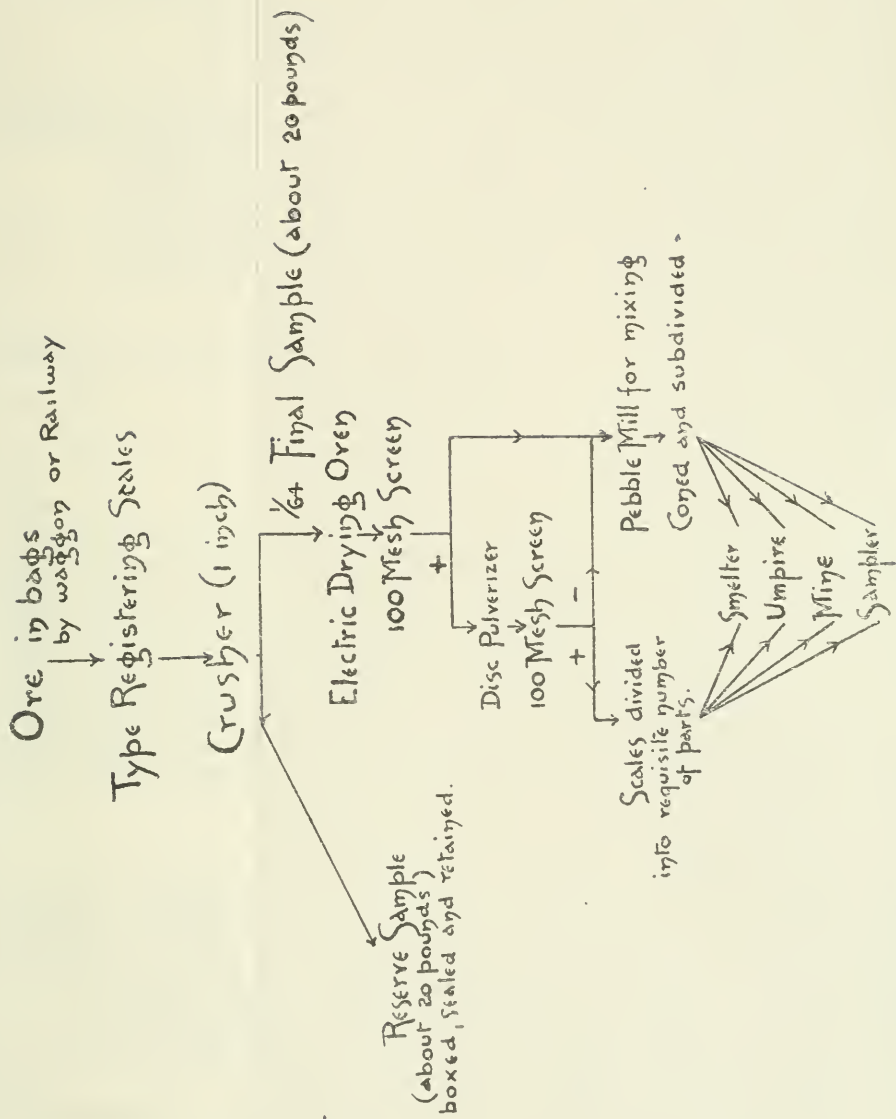 Ore in bags
by waggon or Railway
Type Registering Scales
Crusher (1 inch)
1/64 Final Sample (about 20 pounds)
Reserve Sample
(about 20 pounds)
boxed, sealed and retained.
Electric Drying Oven
100 Mesh Screen
+
Disc Pulverizer
100 Mesh Screen
+ -
Scales divided
into requisite number
of parts.
Pebble Mill for mixing
Coned and subdivided.
Smelter
Umpire
Mine
Sampler